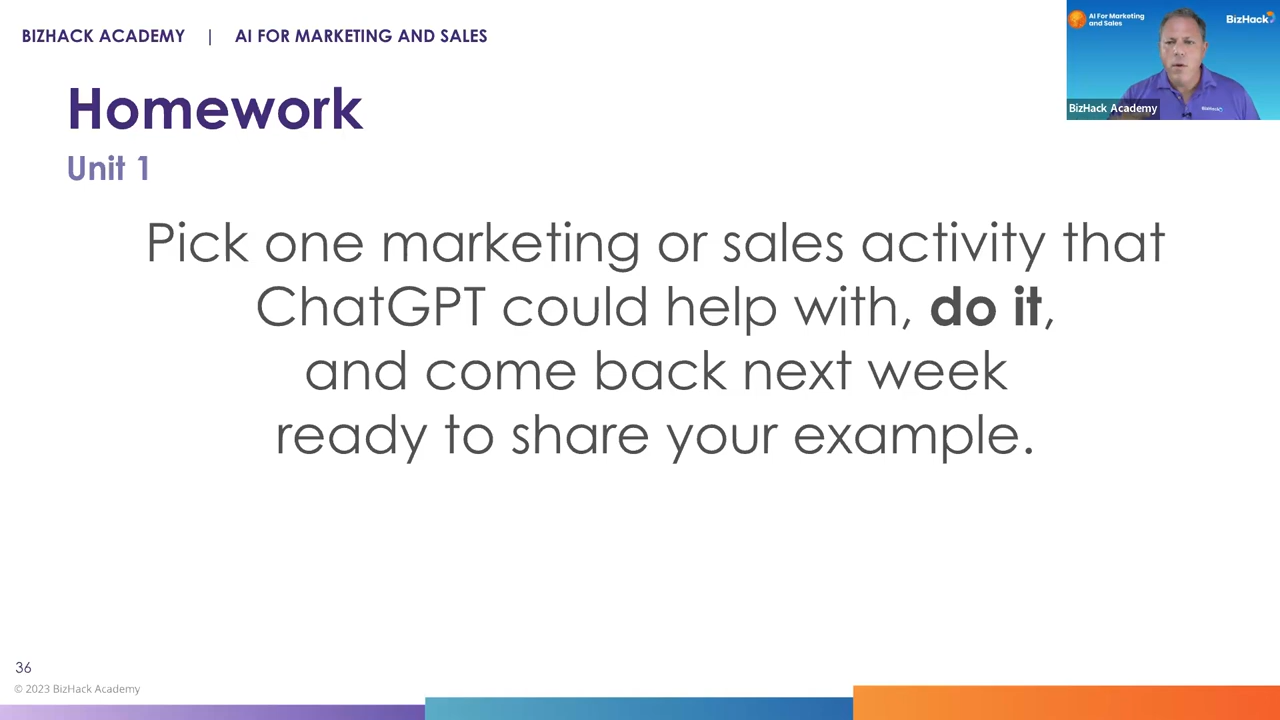 BIZHACK ACADEMY | AI FOR MARKETING AND SALES
AI For Marketing
and Sales
BizHack
BizHack
BizHack Academy
Homework
Unit 1
Pick one marketing or sales activity that
ChatGPT could help with, do it,
and come back next week
ready to share your example.
36
© 2023 BizHack Academy